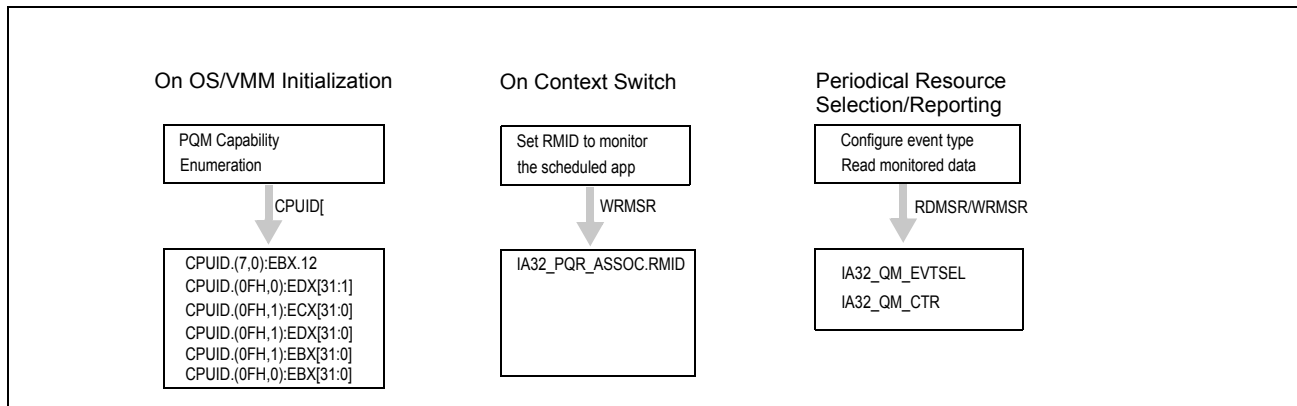 On OS/VMM Initialization
PQM Capability
Enumeration
CPUID[
CPUID.(7,0):EBX.12
CPUID.(0FH,0):EDX[31:1]
CPUID.(0FH,1):ECX[31:0]
CPUID.(0FH,1):EDX[31:0]
CPUID.(0FH,1):EBX[31:0]
CPUID.(0FH,0):EBX[31:0]
On Context Switch
Set RMID to monitor
the scheduled app
WRMSR
IA32_PQR_ASSOC.RMID
Periodical Resource
Selection/Reporting
Configure event type
Read monitored data
RDMSR/WRMSR
IA32_QM_EVTSEL
IA32_QM_CTR